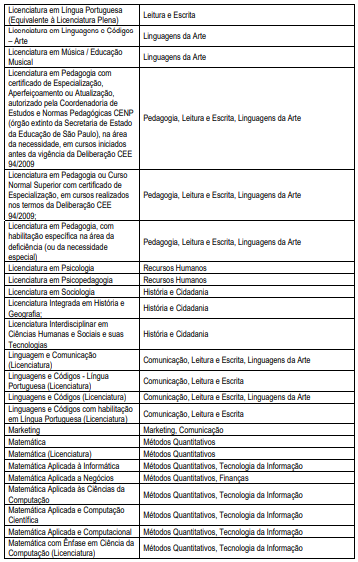 Licenciatura em Língua Portuguesa
(Equivalente à Licenciatura Plena)
Leitura e Escrita
Licenciatura em Linguagens e Códigos
– Arte
Linguagens da Arte
Licenciatura em Música / Educação
Musical
Linguagens da Arte
Licenciatura em Pedagogia com
certificado de Especialização,
Aperfeiçoamento ou Atualização,
autorizado pela Coordenadoria de
Estudos e Normas Pedagógicas CENP
(órgão extinto da Secretaria de Estado
da Educação de São Paulo), na área
da necessidade, em cursos iniciados
antes da vigência da Deliberação CEE
94/2009
Pedagogia, Leitura e Escrita, Linguagens da Arte
Licenciatura em Pedagogia ou Curso
Normal Superior com certificado de
Especialização, em cursos realizados
nos termos da Deliberação CEE
94/2009;
Pedagogia, Leitura e Escrita, Linguagens da Arte
Licenciatura em Pedagogia, com
habilitação específica na área da
deficiência (ou da necessidade
especial)
Pedagogia, Leitura e Escrita, Linguagens da Arte
Licenciatura em Psicologia
Recursos Humanos
Licenciatura em Psicopedagogia
Recursos Humanos
Licenciatura em Sociologia
História e Cidadania
Licenciatura Integrada em História e
Geografia;
História e Cidadania
Licenciatura Interdisciplinar em
Ciências Humanas e Sociais e suas
Tecnologias
História e Cidadania
Linguagem e Comunicação
(Licenciatura)
Comunicação, Leitura e Escrita, Linguagens da Arte
Linguagens e Códigos - Língua
Portuguesa (Licenciatura)
Comunicação, Leitura e Escrita
Linguagens e Códigos (Licenciatura)
Comunicação, Leitura e Escrita, Linguagens da Arte
Linguagens e Códigos com habilitação
em Língua Portuguesa (Licenciatura)
Comunicação, Leitura e Escrita
Marketing
Marketing, Comunicação
Matemática
Métodos Quantitativos
Matemática (Licenciatura)
Métodos Quantitativos
Matemática Aplicada à Informática
Métodos Quantitativos, Tecnologia da Informação
Matemática Aplicada a Negócios
Métodos Quantitativos, Finanças
Matemática Aplicada às Ciências da
Computação
Métodos Quantitativos, Tecnologia da Informação
Matemática Aplicada e Computação
Científica
Métodos Quantitativos, Tecnologia da Informação
Matemática Aplicada e Computacional
Métodos Quantitativos, Tecnologia da Informação
Matemática com Ênfase em Ciência da
Computação (Licenciatura)
Métodos Quantitativos, Tecnologia da Informação